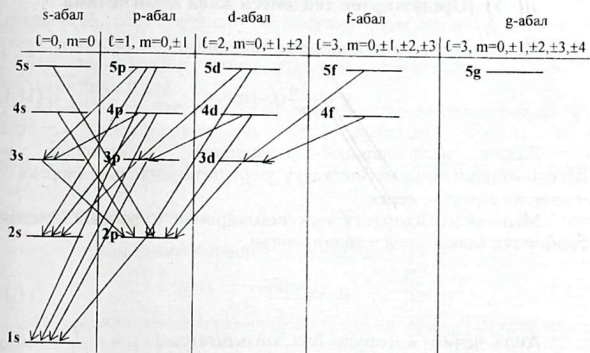 s-абал p-абал d-абал f-абал g-абал
ℓ=0, m=0 ℓ=1, m=0,±1 ℓ=2, m=0,±1,±2 ℓ=3, m=0,±1,±2,±3 ℓ=3, m=0,±1,±2,±3,±4
5s 5p 5d 5f 5g
4s 4p 4d 4f
3s 3p 3d
2s 2p
1s